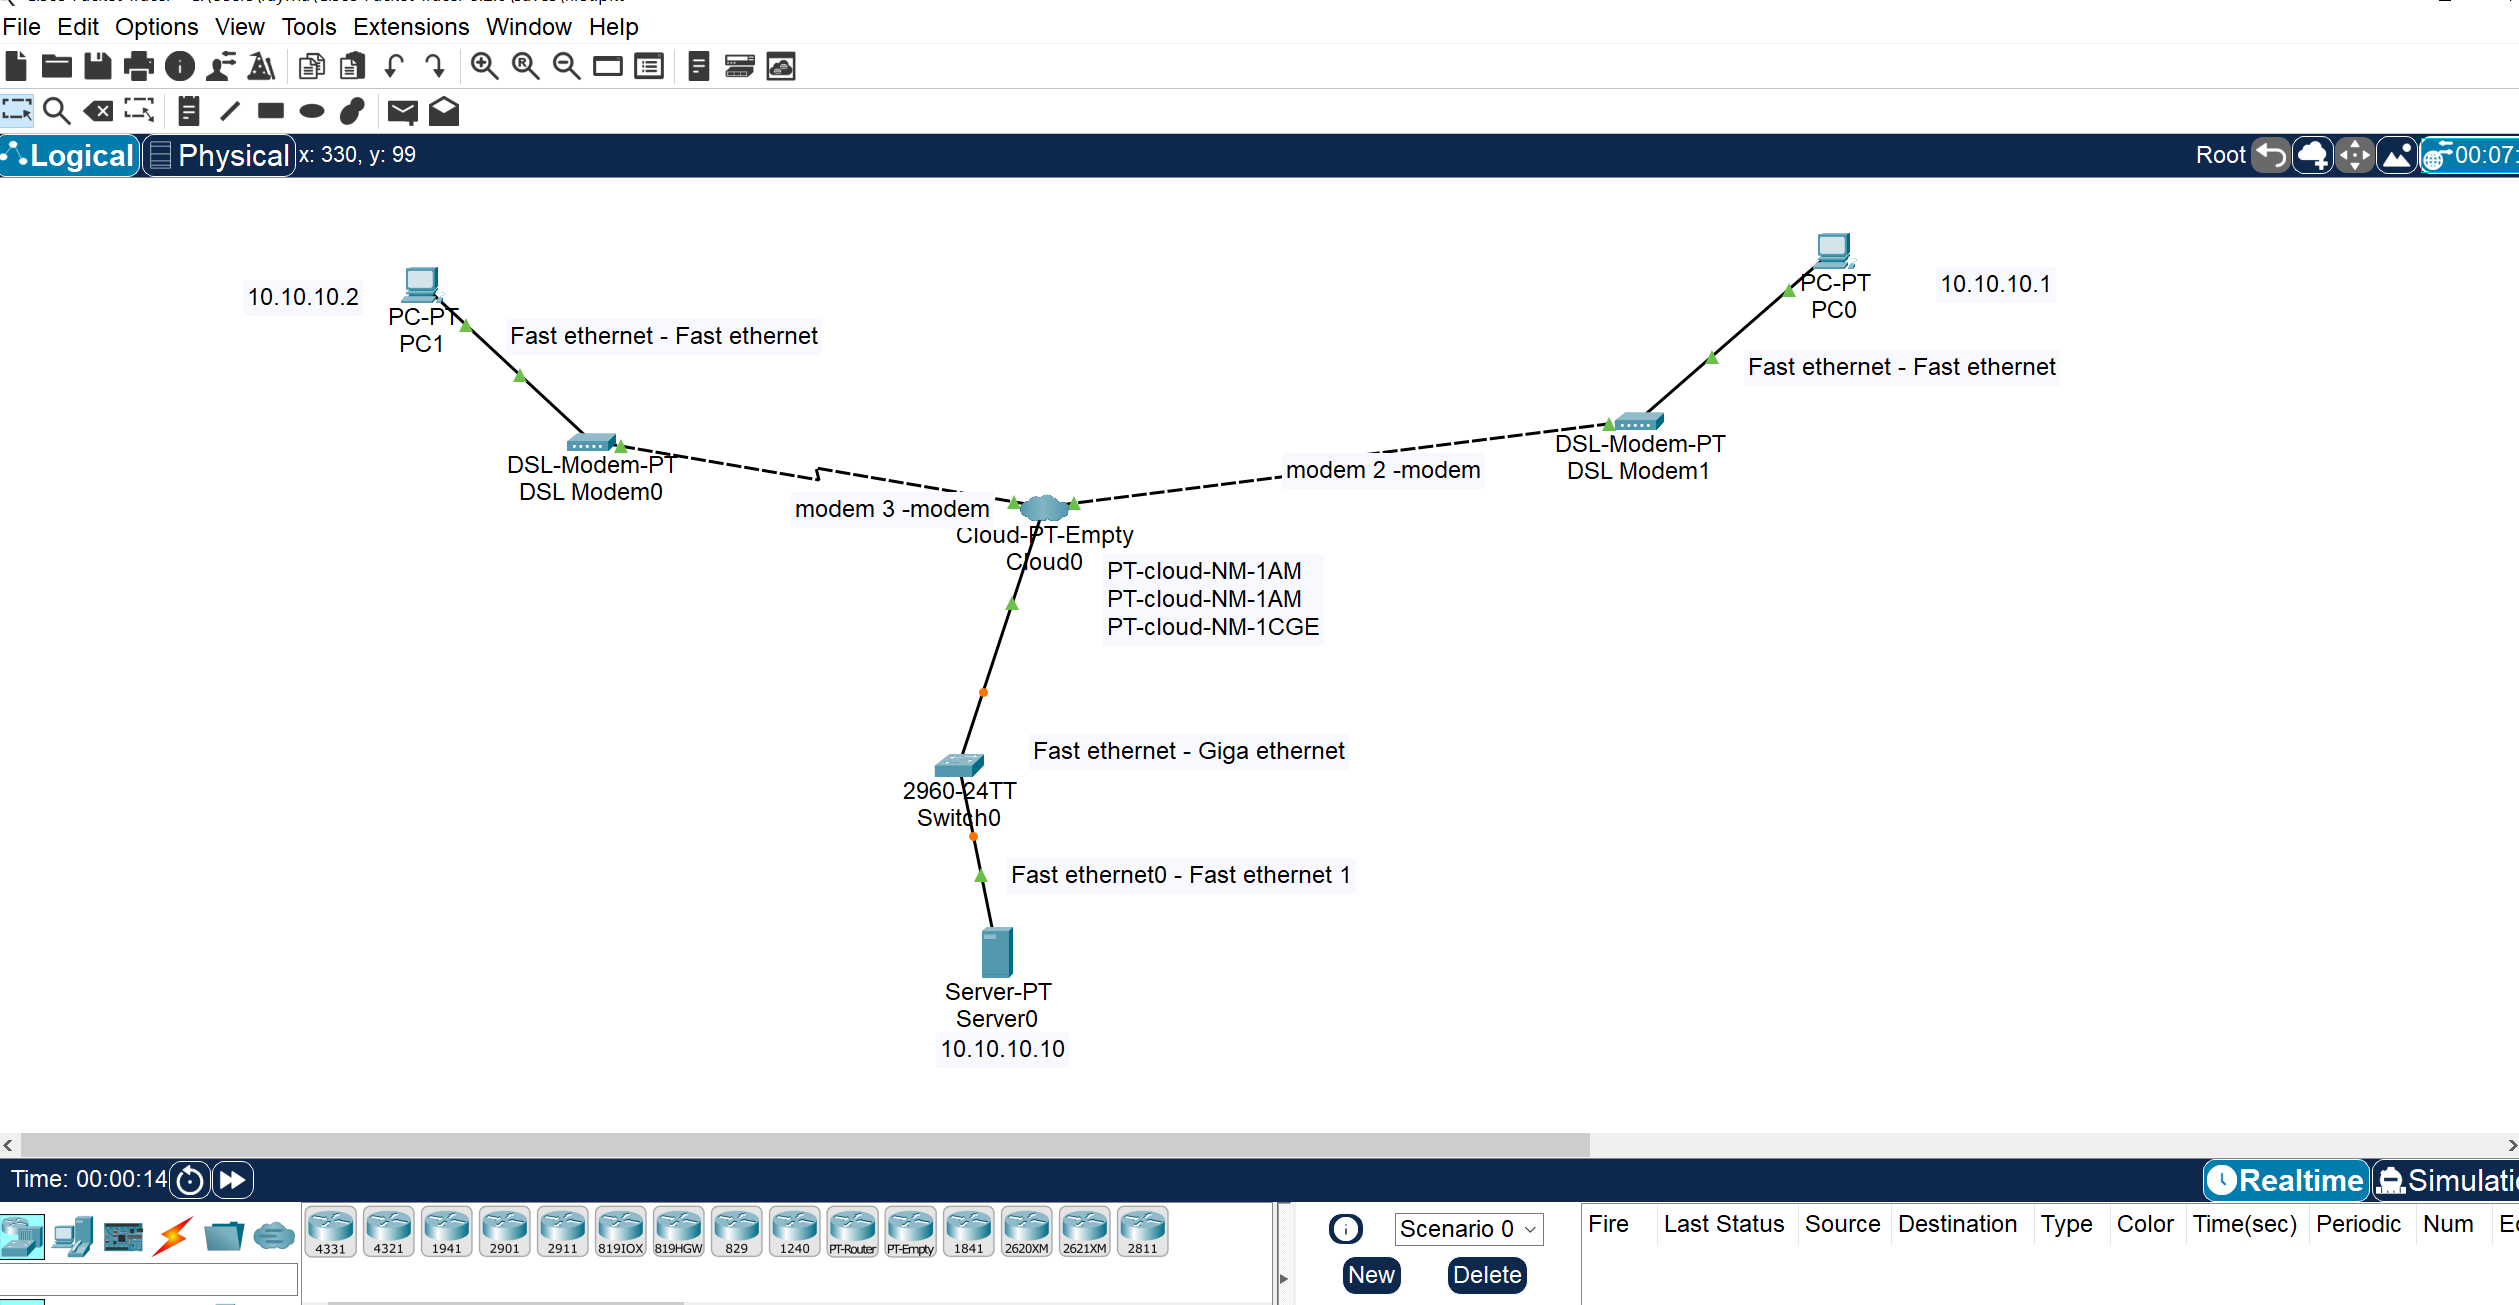 File Edit Options View Tools Extensions Window Help
Logical Physical x: 330, y: 99
Root 00:07:
10.10.10.2
PC-PT
PC1
Fast ethernet - Fast ethernet
PC-PT
PC0
10.10.10.1
Fast ethernet - Fast ethernet
DSL-Modem-PT
DSL Modem0
DSL-Modem-PT
DSL Modem1
modem 2 -modem
modem 3 -modem
Cloud-PT-Empty
Cloud0
PT-cloud-NM-1AM
PT-cloud-NM-1AM
PT-cloud-NM-1CGE
Fast ethernet - Giga ethernet
2960-24TT
Switch0
Fast ethernet0 - Fast ethernet 1
Server-PT
Server0
10.10.10.10
Time: 00:00:14
Realtime Simulati
4331 4321 1941 2901 2911 819IOX 819HGW 829 1240 PT-Router PT-Empty 1841 2620XM 2621XM 2811
Scenario 0
New Delete
Fire Last Status Source Destination Type Color Time(sec) Periodic Num